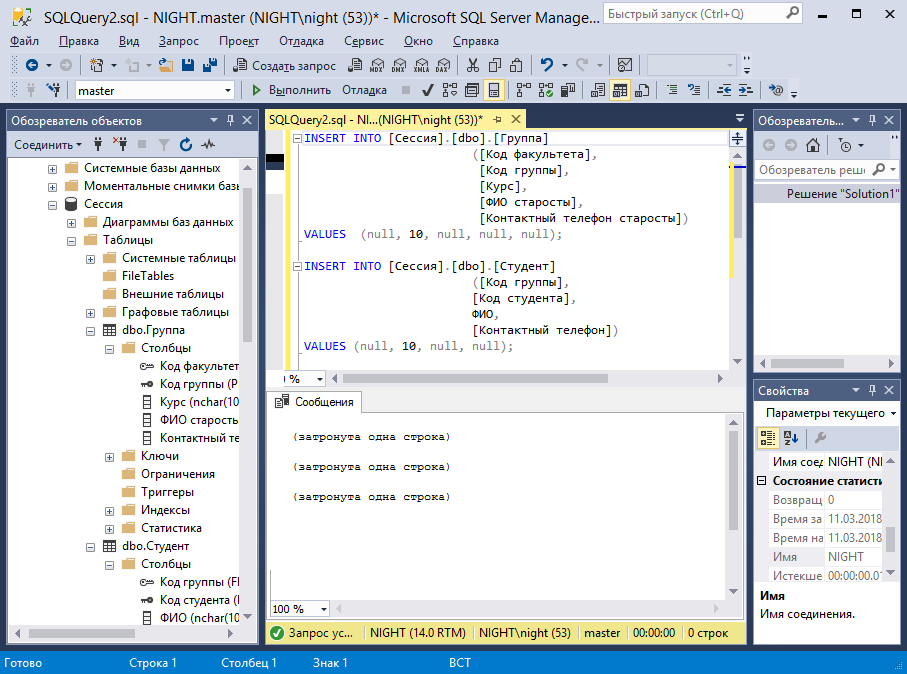 SQLQuery2.sql - NIGHT.master (NIGHT\night (53))* - Microsoft SQL Server Manage...
Быстрый запуск (Ctrl+Q)
Файл Правка Вид Запрос Проект Отладка Сервис Окно Справка
Создать запрос MDX DMX XMLA DAX
master Выполнить Отладка
Обозреватель объектов
Соединить
Системные базы данных
Моментальные снимки базы
Сессия
Диаграммы баз данных
Таблицы
Системные таблицы
FileTables
Внешние таблицы
Графовые таблицы
dbo.Группа
Столбцы
Код факультет
Код группы (P
Курс (nchar(10
ФИО старость
Контактный те
Ключи
Ограничения
Триггеры
Индексы
Статистика
dbo.Студент
Столбцы
Код группы (FI
Код студента (I
ФИО (nchar(10
SQLQuery2.sql - NI...(NIGHT\night (53))*
INSERT INTO [Сессия].[dbo].[Группа]
([Код факультета],
[Код группы],
[Курс],
[ФИО старосты],
[Контактный телефон старосты])
VALUES (null, 10, null, null, null);
INSERT INTO [Сессия].[dbo].[Студент]
([Код группы],
[Код студента],
ФИО,
[Контактный телефон])
VALUES (null, 10, null, null);
) %
Сообщения
(затронута одна строка)
(затронута одна строка)
(затронута одна строка)
100 %
Запрос ус... NIGHT (14.0 RTM) NIGHT\night (53) master 00:00:00 0 строк
Обозреватель...
Обозреватель реше
Решение "Solution1"
Свойства
Параметры текущего
Имя соед NIGHT (NI
Состояние статисти
Возвращ 0
Время за 11.03.2018
Время на 11.03.2018
Имя NIGHT
Истекше 00:00:00.01
Имя
Имя соединения.
Готово Строка 1 Столбец 1 Знак 1 ВСТ